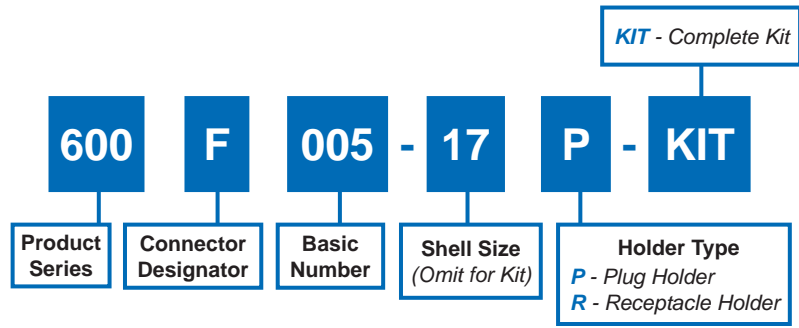 KIT - Complete Kit
600 F 005 - 17 P - KIT
Product
Series
Connector
Designator
Basic
Number
Shell Size
(Omit for Kit)
Holder Type
P - Plug Holder
R - Receptacle Holder